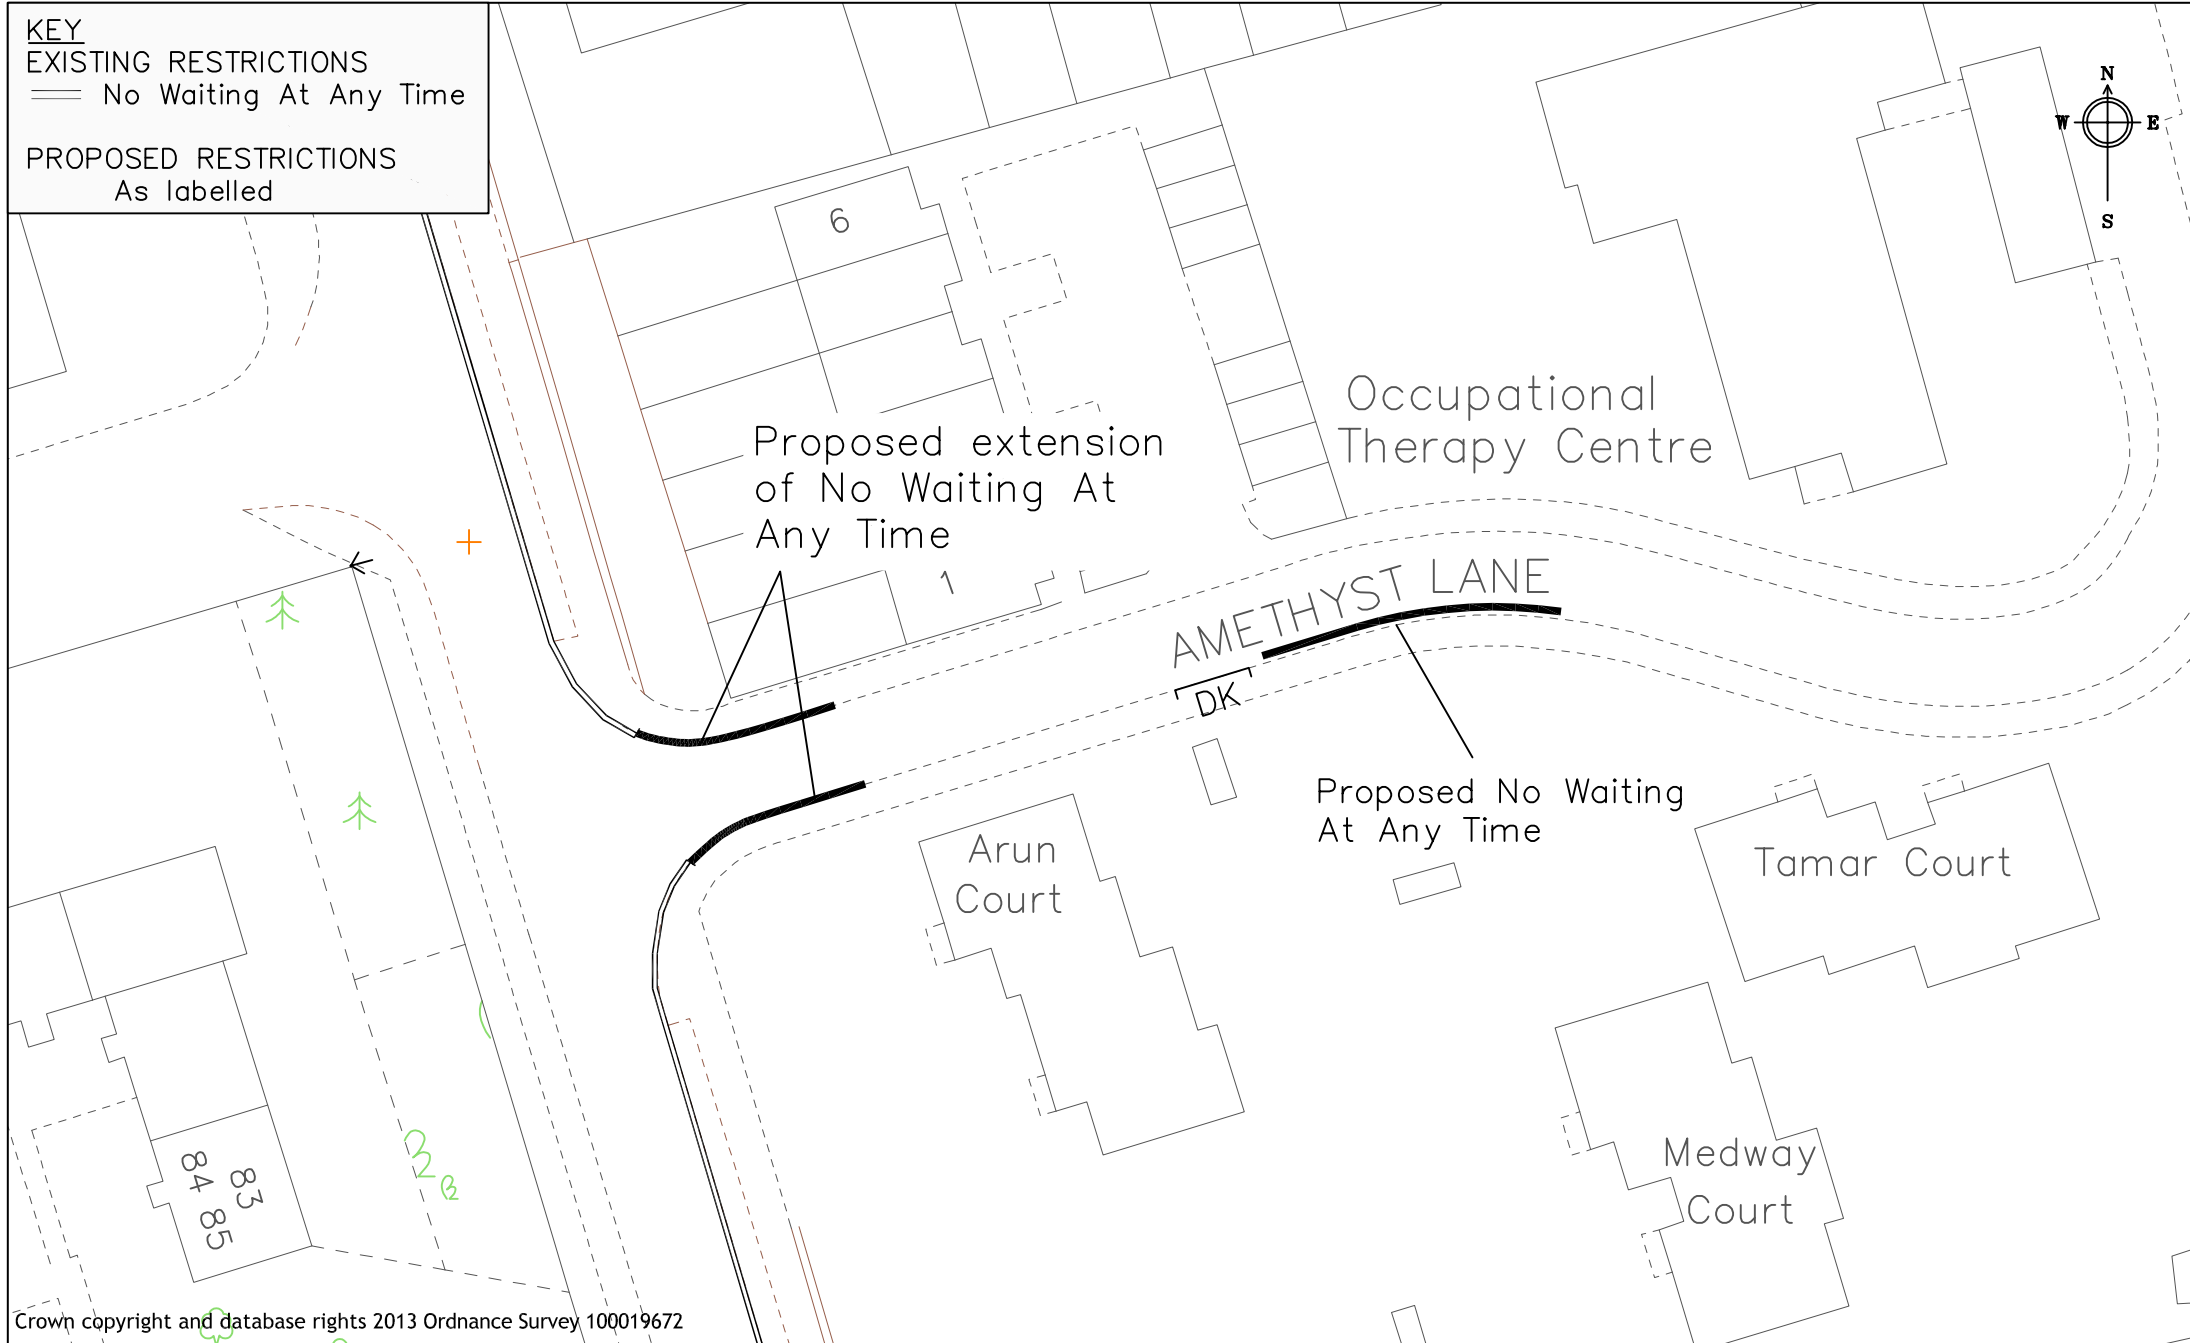 KEY
EXISTING RESTRICTIONS
No Waiting At Any Time
PROPOSED RESTRICTIONS
As labelled
N
W E
S
6
Occupational
Therapy Centre
Proposed extension
of No Waiting At
Any Time
1
AMETHYST LANE
DK
Proposed No Waiting
At Any Time
Arun
Court
Tamar Court
Medway
Court
83
84 85
Crown copyright and database rights 2013 Ordnance Survey 100019672